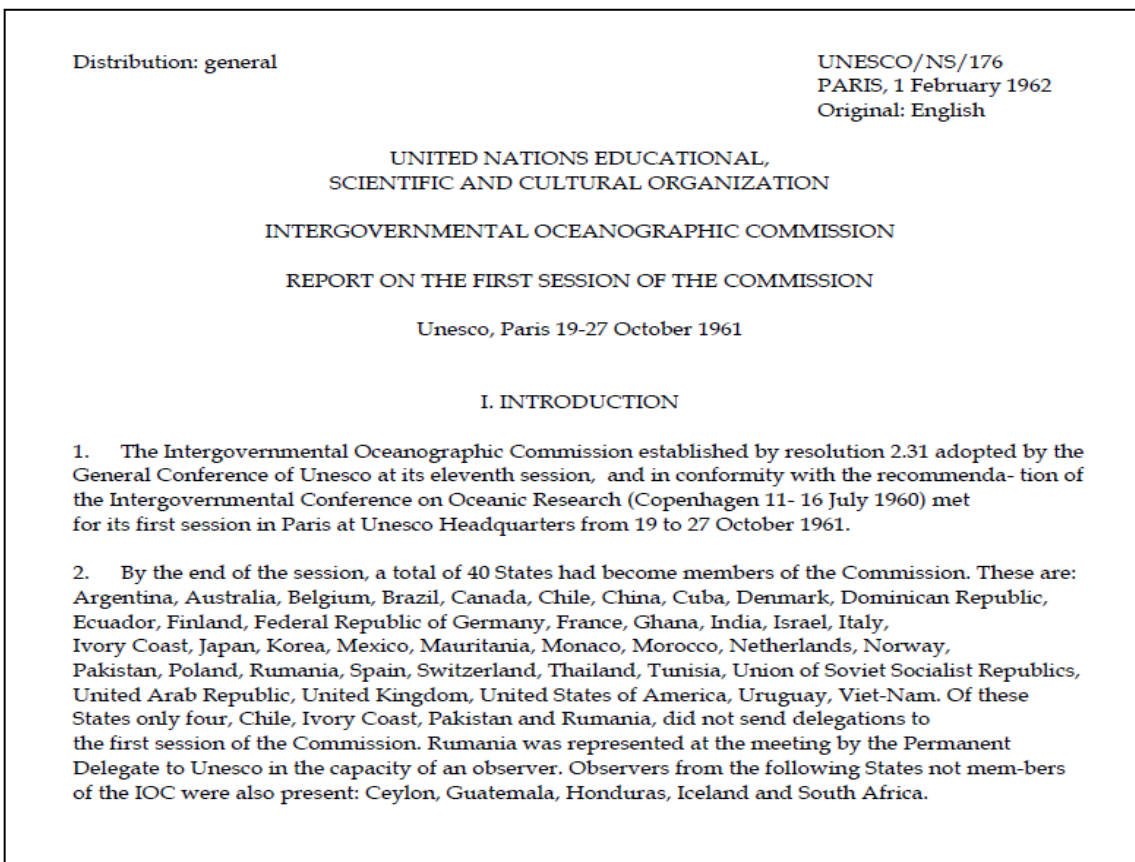 Distribution: general
UNESCO/NS/176
PARIS, 1 February 1962
Original: English
UNITED NATIONS EDUCATIONAL,
SCIENTIFIC AND CULTURAL ORGANIZATION
INTERGOVERNMENTAL OCEANOGRAPHIC COMMISSION
REPORT ON THE FIRST SESSION OF THE COMMISSION
Unesco, Paris 19-27 October 1961
I. INTRODUCTION
1. The Intergovernmental Oceanographic Commission established by resolution 2.31 adopted by the
General Conference of Unesco at its eleventh session, and in conformity with the recommenda- tion of
the Intergovernmental Conference on Oceanic Research (Copenhagen 11- 16 July 1960) met
for its first session in Paris at Unesco Headquarters from 19 to 27 October 1961.
2. By the end of the session, a total of 40 States had become members of the Commission. These are:
Argentina, Australia, Belgium, Brazil, Canada, Chile, China, Cuba, Denmark, Dominican Republic,
Ecuador, Finland, Federal Republic of Germany, France, Ghana, India, Israel, Italy,
Ivory Coast, Japan, Korea, Mexico, Mauritania, Monaco, Morocco, Netherlands, Norway,
Pakistan, Poland, Rumania, Spain, Switzerland, Thailand, Tunisia, Union of Soviet Socialist Republics,
United Arab Republic, United Kingdom, United States of America, Uruguay, Viet-Nam. Of these
States only four, Chile, Ivory Coast, Pakistan and Rumania, did not send delegations to
the first session of the Commission. Rumania was represented at the meeting by the Permanent
Delegate to Unesco in the capacity of an observer. Observers from the following States not mem-bers
of the IOC were also present: Ceylon, Guatemala, Honduras, Iceland and South Africa.